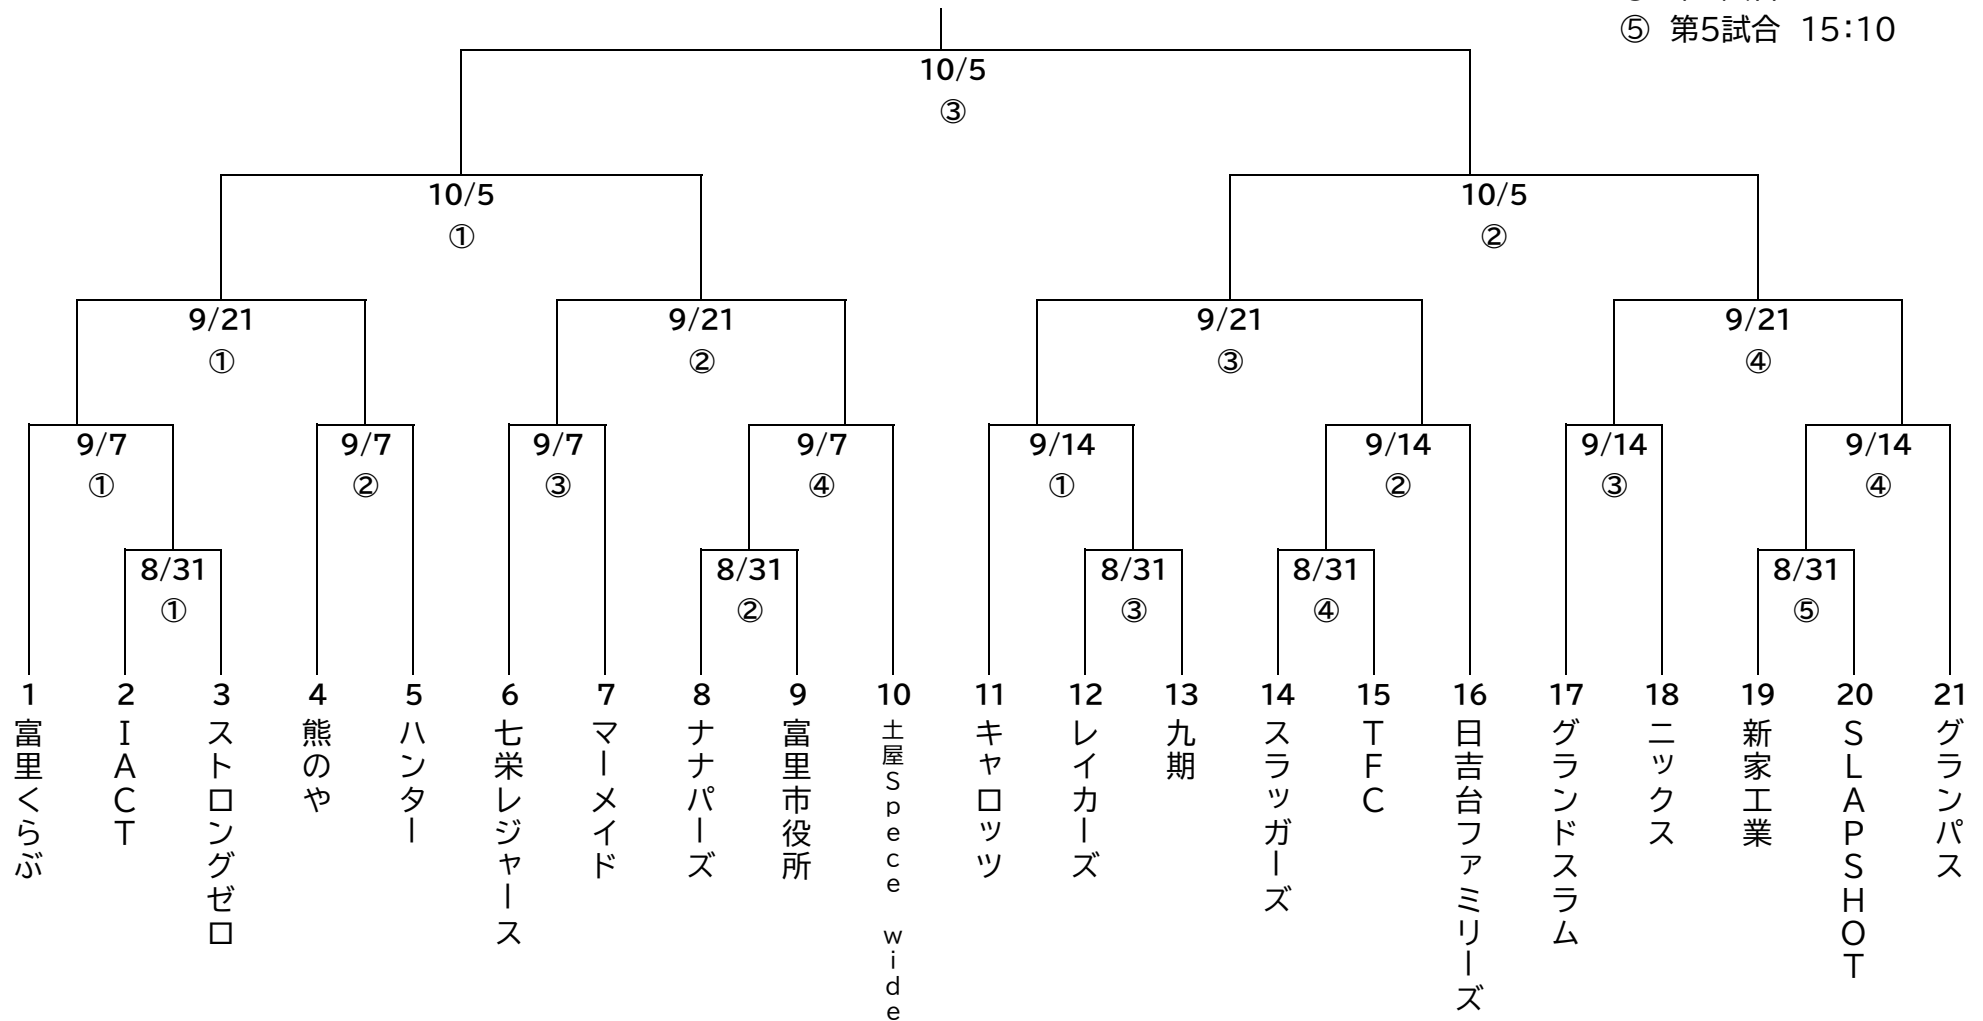 ⑤ 第5試合 15:10
10/5
③
10/5
①
10/5
②
9/21
①
9/21
②
9/21
③
9/21
④
9/7
①
9/7
②
9/7
③
9/7
④
9/14
①
9/14
②
9/14
③
9/14
④
8/31
①
8/31
②
8/31
③
8/31
④
8/31
⑤
1
富里くらぶ
2
IACT
3
ストロングゼロ
4
熊のや
5
ハンター
6
七栄レジャース
7
マーメイド
8
ナナパーズ
9
富里市役所
10
土屋Spece wide
11
キャロッツ
12
レイカーズ
13
九期
14
スラッガーズ
15
TFC
16
日吉台ファミリーズ
17
グランドスラム
18
ニックス
19
新家工業
20
SLAPSHOT
21
グランパス